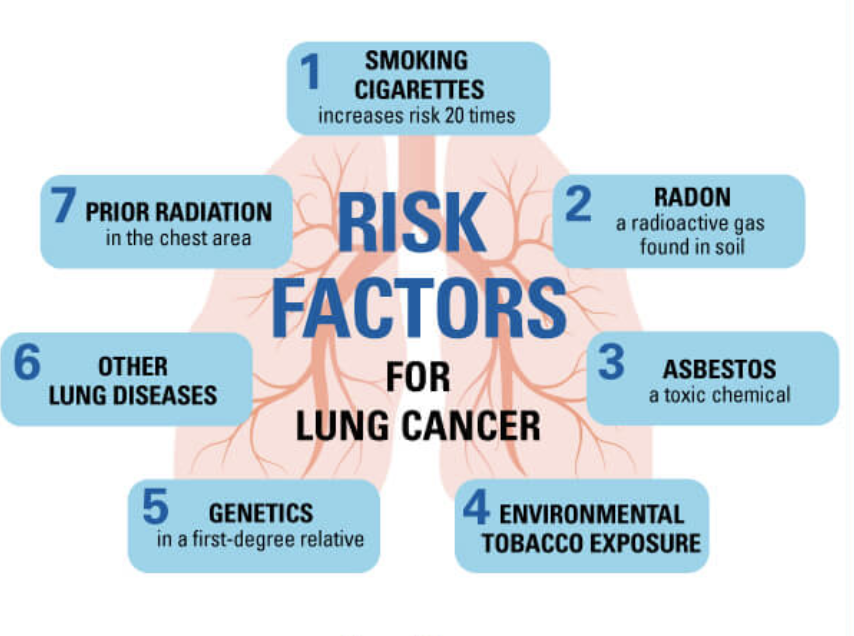 RISK
FACTORS
FOR
LUNG CANCER
1 SMOKING
CIGARETTES
increases risk 20 times
2 RADON
a radioactive gas
found in soil
3 ASBESTOS
a toxic chemical
4 ENVIRONMENTAL
TOBACCO EXPOSURE
5 GENETICS
in a first-degree relative
6 OTHER
LUNG DISEASES
7 PRIOR RADIATION
in the chest area